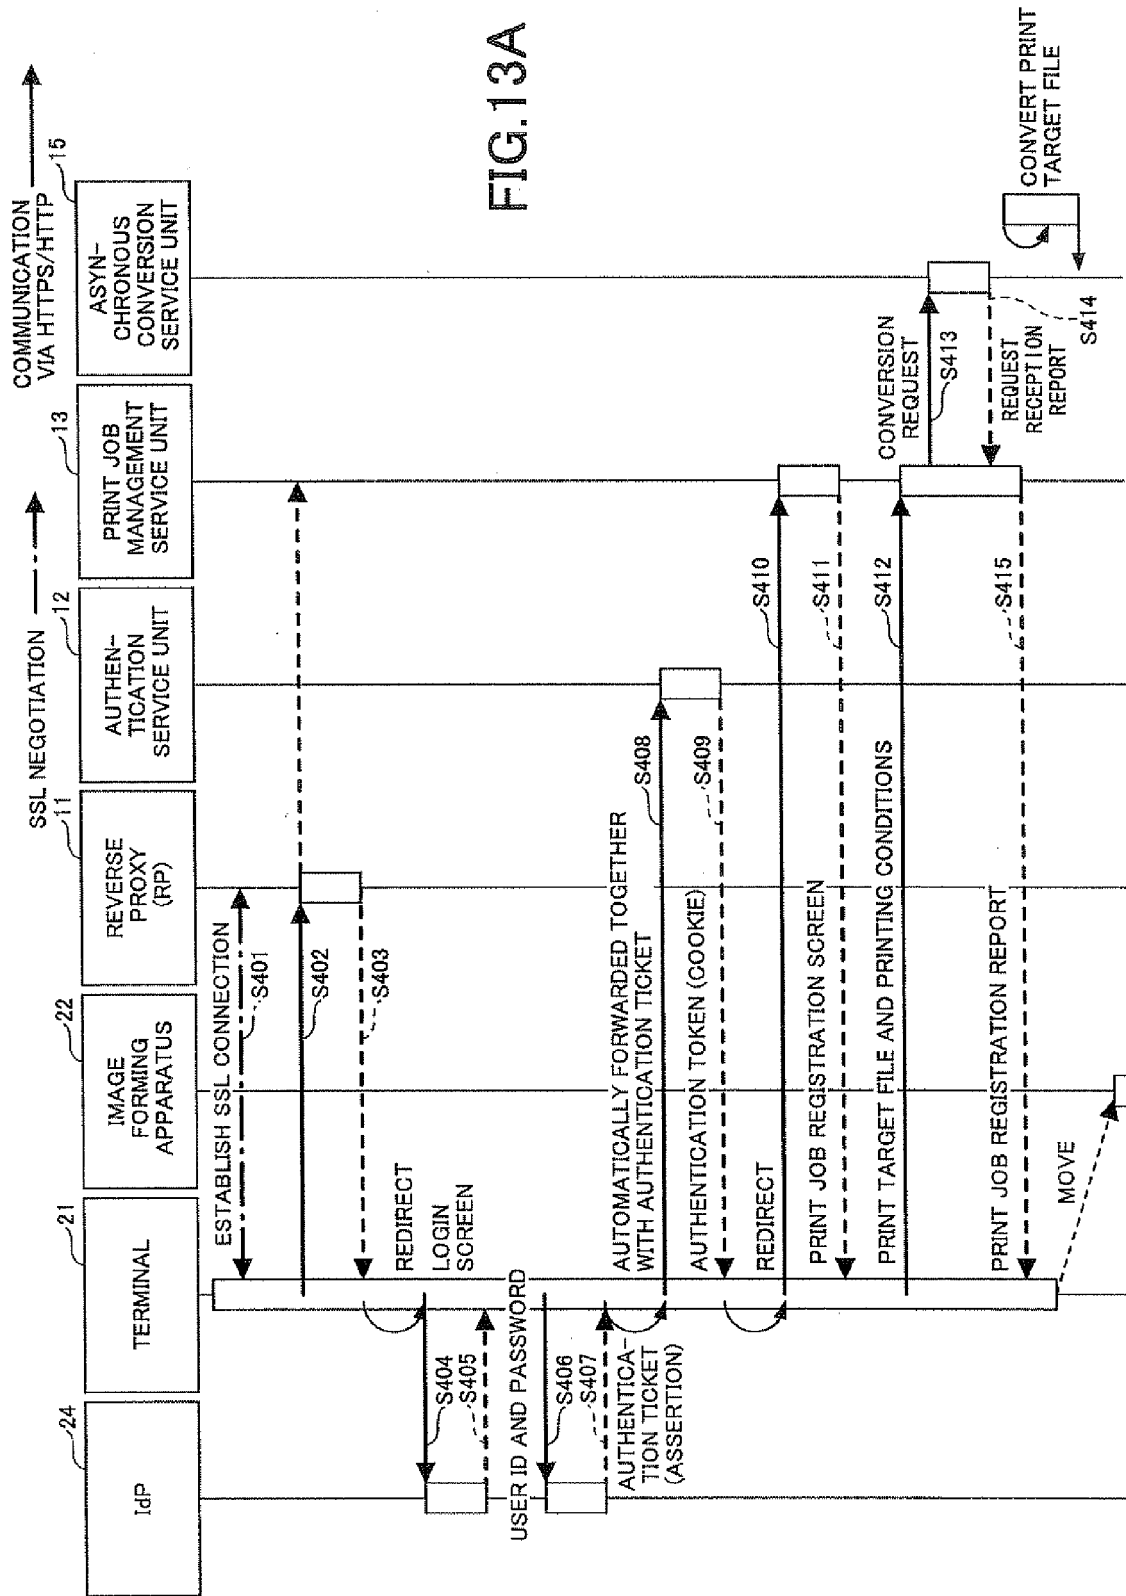 FIG.13A
SSL NEGOTIATION
COMMUNICATION
VIA HTTPS/HTTP
24
IdP
21
TERMINAL
22
IMAGE
FORMING
APPARATUS
11
REVERSE
PROXY
(RP)
12
AUTHEN-
TICATION
SERVICE UNIT
13
PRINT JOB
MANAGEMENT
SERVICE UNIT
15
ASYN-
CHRONOUS
CONVERSION
SERVICE UNIT
ESTABLISH SSL CONNECTION
S401
S402
S403
REDIRECT
S404
LOGIN
SCREEN
S405
USER ID AND PASSWORD
S406
S407
AUTHENTICA-
TION TICKET
(ASSERTION)
AUTOMATICALLY FORWARDED TOGETHER
WITH AUTHENTICATION TICKET
S408
AUTHENTICATION TOKEN (COOKIE)
S409
REDIRECT
S410
PRINT JOB REGISTRATION SCREEN
S411
PRINT TARGET FILE AND PRINTING CONDITIONS
S412
CONVERSION
REQUEST
S413
REQUEST
RECEPTION
REPORT
S414
PRINT JOB REGISTRATION REPORT
S415
CONVERT PRINT
TARGET FILE
MOVE